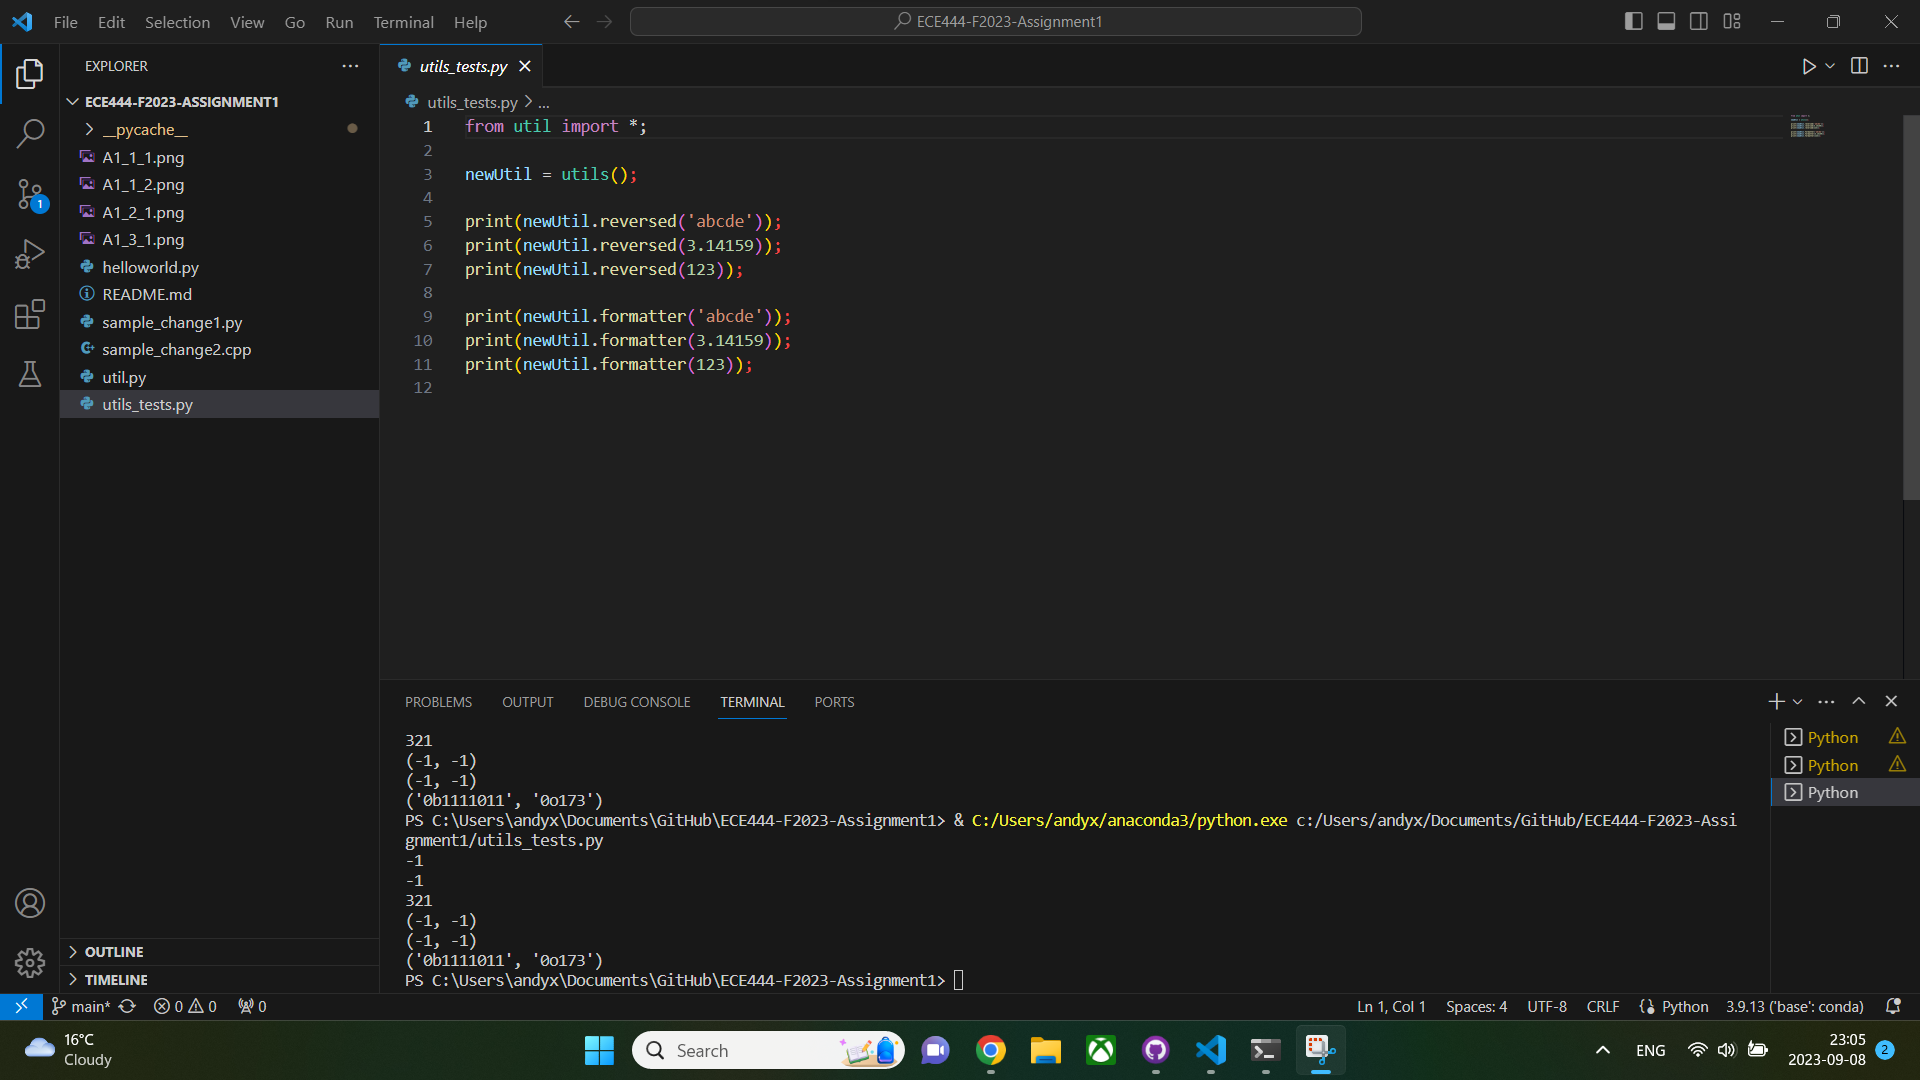 File Edit Selection View Go Run Terminal Help
ECE444-F2023-Assignment1
EXPLORER
ECE444-F2023-ASSIGNMENT1
__pycache__
A1_1_1.png
A1_1_2.png
A1_2_1.png
A1_3_1.png
helloworld.py
README.md
sample_change1.py
sample_change2.cpp
util.py
utils_tests.py
OUTLINE
TIMELINE
1
utils_tests.py
utils_tests.py > ...
1 from util import *;
2
3 newUtil = utils();
4
5 print(newUtil.reversed('abcde'));
6 print(newUtil.reversed(3.14159));
7 print(newUtil.reversed(123));
8
9 print(newUtil.formatter('abcde'));
10 print(newUtil.formatter(3.14159));
11 print(newUtil.formatter(123));
12
PROBLEMS OUTPUT DEBUG CONSOLE TERMINAL PORTS
321
(-1, -1)
(-1, -1)
('0b1111011', '0o173')
PS C:\Users\andyx\Documents\GitHub\ECE444-F2023-Assignment1> & C:/Users/andyx/anaconda3/python.exe c:/Users/andyx/Documents/GitHub/ECE444-F2023-Assi
gnment1/utils_tests.py
-1
-1
321
(-1, -1)
(-1, -1)
('0b1111011', '0o173')
PS C:\Users\andyx\Documents\GitHub\ECE444-F2023-Assignment1>
Python
Python
Python
main* 0 0 0
Ln 1, Col 1 Spaces: 4 UTF-8 CRLF Python 3.9.13 ('base': conda)
16°C
Cloudy
Search
ENG
23:05
2023-09-08
2